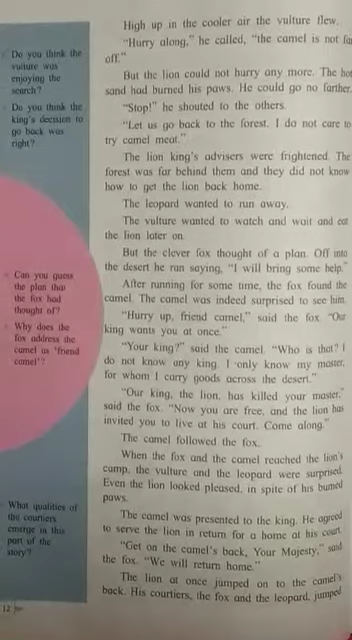 High up in the cooler air the vulture flew.
"Hurry along," he called, "the camel is not far
off."
But the lion could not hurry any more. The hot
sand had burned his paws. He could go no farther.
"Stop!" he shouted to the others.
"Let us go back to the forest. I do not care to
try camel meat."
The lion king's advisers were frightened. The
forest was far behind them and they did not know
how to get the lion back home.
The leopard wanted to run away.
The vulture wanted to watch and wait and eat
the lion later on.
But the clever fox thought of a plan. Off into
the desert he ran saying, "I will bring some help."
After running for some time, the fox found the
camel. The camel was indeed surprised to see him.
"Hurry up, friend camel," said the fox. "Our
king wants you at once."
"Your king?" said the camel. "Who is that? I
do not know any king. I only know my master,
for whom I carry goods across the desert."
"Our king, the lion, has killed your master,"
said the fox. "Now you are free, and the lion has
invited you to live at his court. Come along."
The camel followed the fox.
When the fox and the camel reached the lion's
camp, the vulture and the leopard were surprised.
Even the lion looked pleased, in spite of his burned
paws.
The camel was presented to the king. He agreed
to serve the lion in return for a home at his court.
"Get on the camel's back, Your Majesty," said
the fox. "We will return home."
The lion at once jumped on to the camel's
back. His courtiers, the fox and the leopard, jumped
Do you think the
vulture was
enjoying the
search?
Do you think the
king's decision to
go back was
right?
Can you guess
the plan that
the fox had
thought of?
Why does the
fox address the
camel as 'friend
camel'?
What qualities of
the courtiers
emerge in this
part of the
story?
12